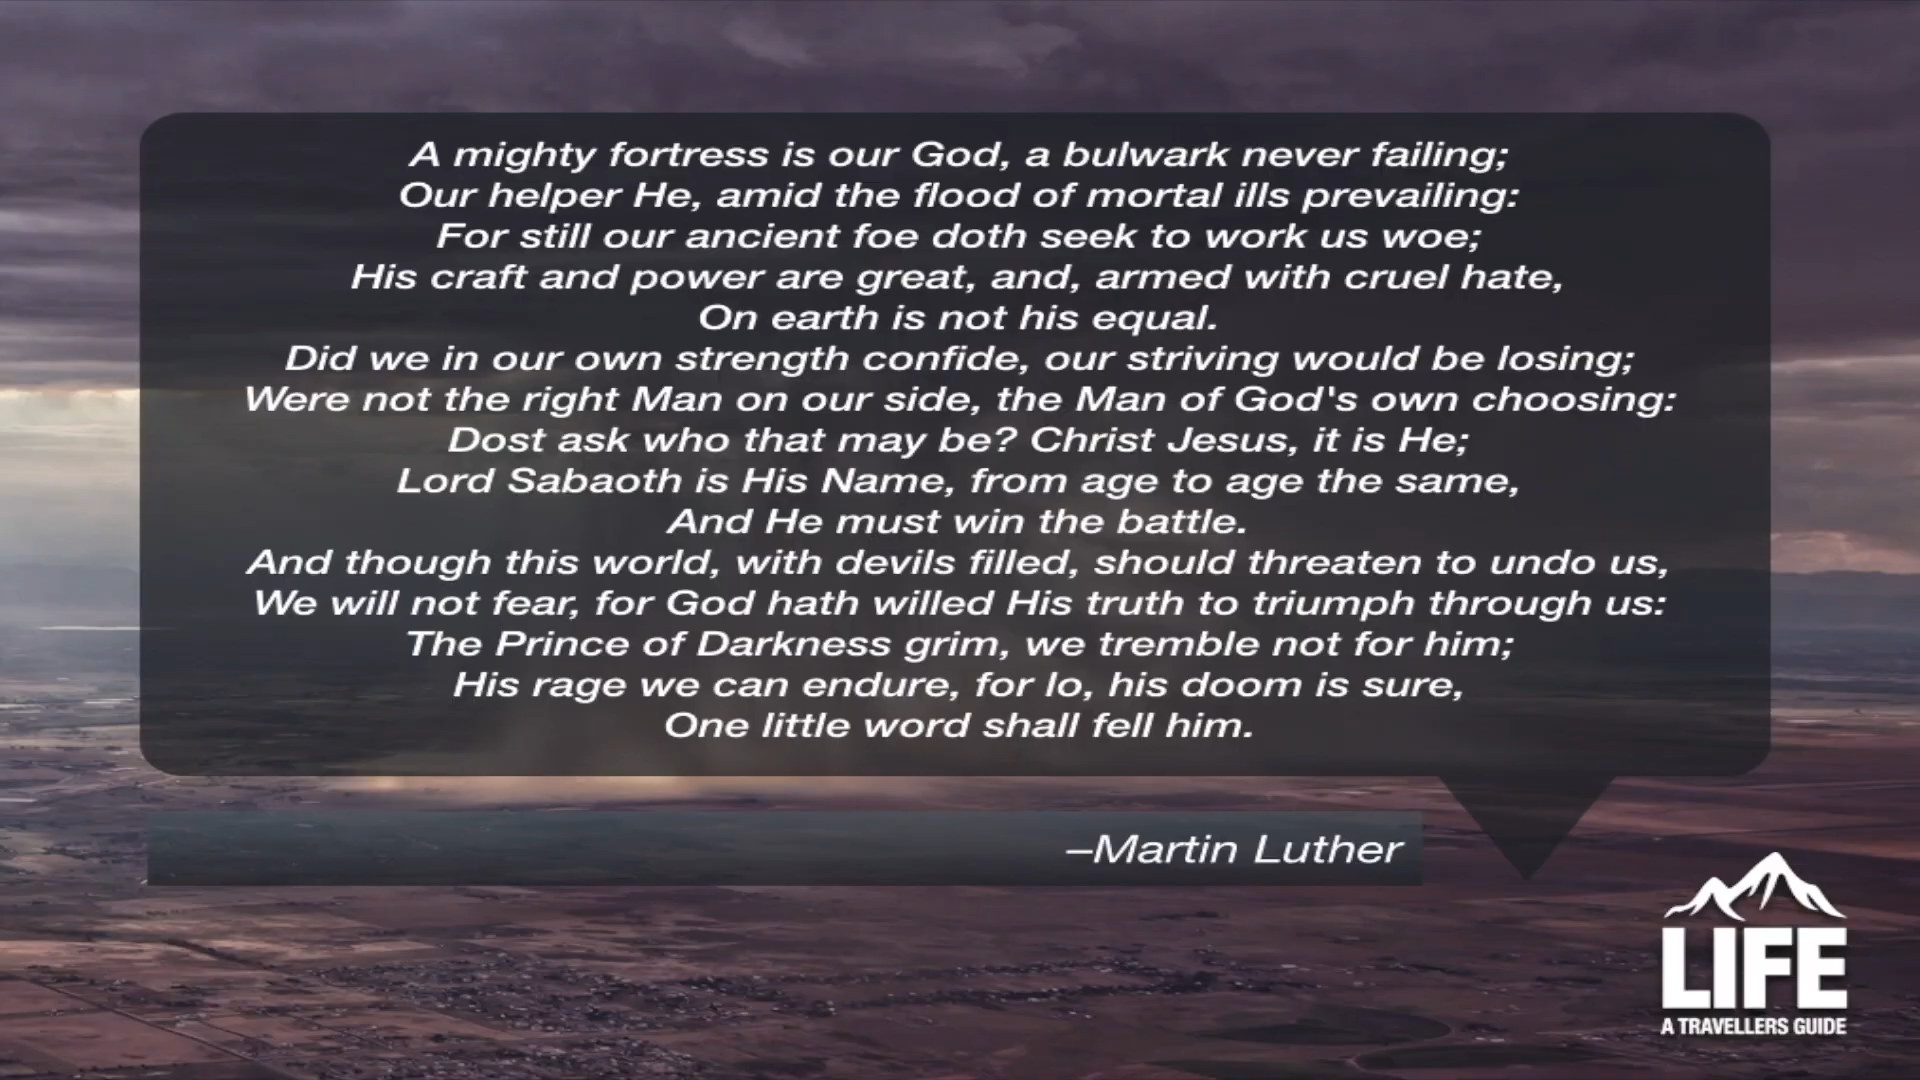 A mighty fortress is our God, a bulwark never failing;
Our helper He, amid the flood of mortal ills prevailing:
For still our ancient foe doth seek to work us woe;
His craft and power are great, and, armed with cruel hate,
On earth is not his equal.
Did we in our own strength confide, our striving would be losing;
Were not the right Man on our side, the Man of God's own choosing:
Dost ask who that may be? Christ Jesus, it is He;
Lord Sabaoth is His Name, from age to age the same,
And He must win the battle.
And though this world, with devils filled, should threaten to undo us,
We will not fear, for God hath willed His truth to triumph through us:
The Prince of Darkness grim, we tremble not for him;
His rage we can endure, for lo, his doom is sure,
One little word shall fell him.
–Martin Luther
LIFE
A TRAVELLERS GUIDE